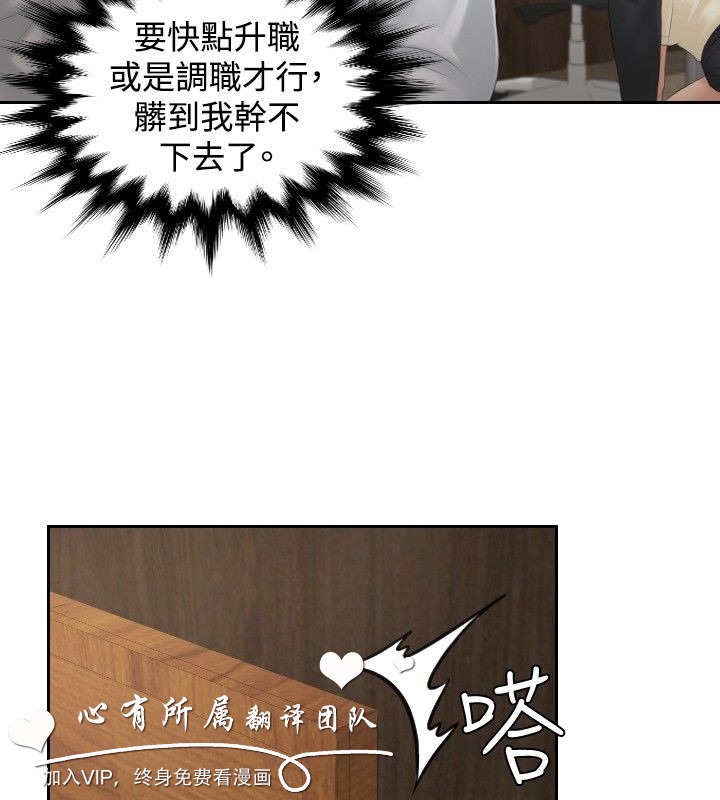 要快點升職
或是調職才行，
髒到我幹不
下去了。
嗒
心有所属翻译团队
加入VIP，终身免费看漫画